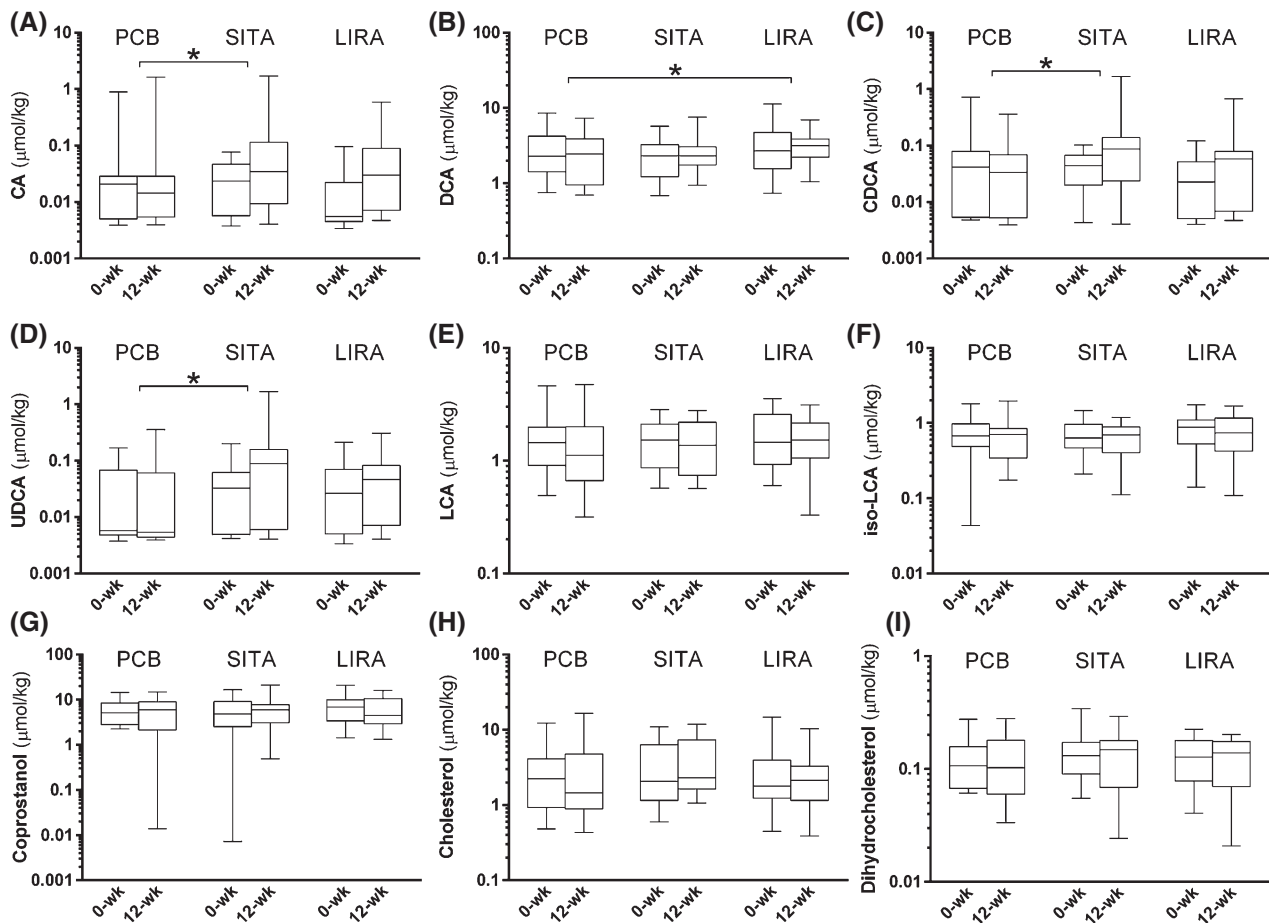 (A)
PCB SITA LIRA
*
CA (μmol/kg)
10
1
0.1
0.01
0.001
0-wk 12-wk 0-wk 12-wk 0-wk 12-wk
(B)
PCB SITA LIRA
*
DCA (μmol/kg)
100
10
1
0.1
0-wk 12-wk 0-wk 12-wk 0-wk 12-wk
(C)
PCB SITA LIRA
*
CDCA (μmol/kg)
10
1
0.1
0.01
0.001
0-wk 12-wk 0-wk 12-wk 0-wk 12-wk
(D)
PCB SITA LIRA
*
UDCA (μmol/kg)
10
1
0.1
0.01
0.001
0-wk 12-wk 0-wk 12-wk 0-wk 12-wk
(E)
PCB SITA LIRA
LCA (μmol/kg)
10
1
0.1
0-wk 12-wk 0-wk 12-wk 0-wk 12-wk
(F)
PCB SITA LIRA
iso-LCA (μmol/kg)
10
1
0.1
0.01
0-wk 12-wk 0-wk 12-wk 0-wk 12-wk
(G)
PCB SITA LIRA
Coprostanol (μmol/kg)
100
10
1
0.1
0.01
0.001
0-wk 12-wk 0-wk 12-wk 0-wk 12-wk
(H)
PCB SITA LIRA
Cholesterol (μmol/kg)
100
10
1
0.1
0-wk 12-wk 0-wk 12-wk 0-wk 12-wk
(I)
PCB SITA LIRA
Dihydrocholesterol (μmol/kg)
1
0.1
0.01
0-wk 12-wk 0-wk 12-wk 0-wk 12-wk